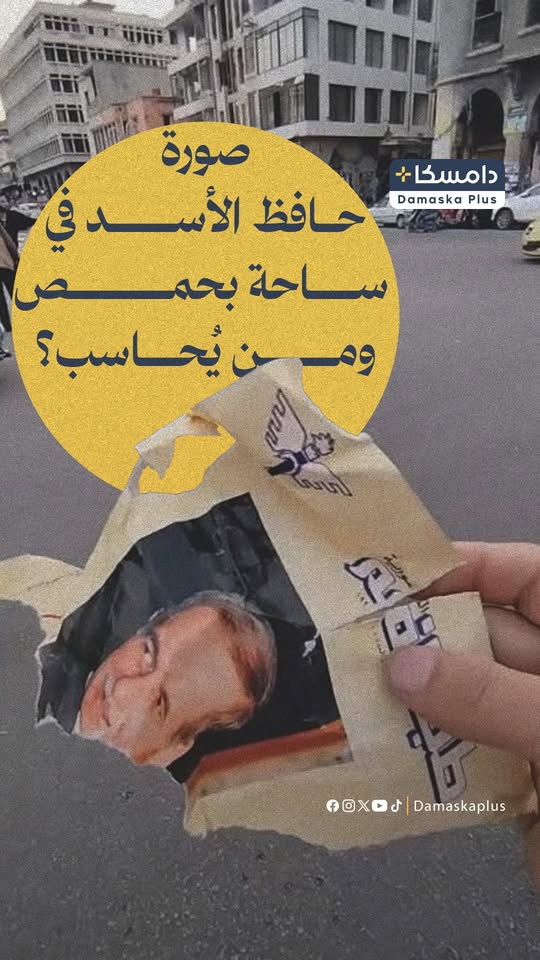 صورة
حافظ الأسد في
ساحة بحمص
ومن يُحاسب؟
دامسكا
Damaska Plus
Damaskaplus